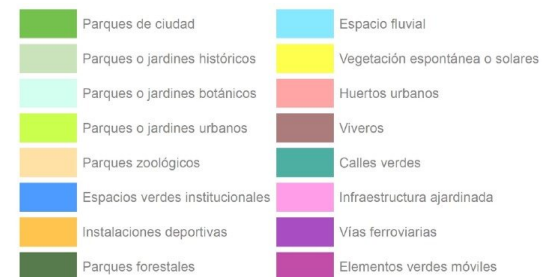 Parques de ciudad
Parques o jardines históricos
Parques o jardines botánicos
Parques o jardines urbanos
Parques zoológicos
Espacios verdes institucionales
Instalaciones deportivas
Parques forestales
Espacio fluvial
Vegetación espontánea o solares
Huertos urbanos
Viveros
Calles verdes
Infraestructura ajardinada
Vías ferroviarias
Elementos verdes móviles